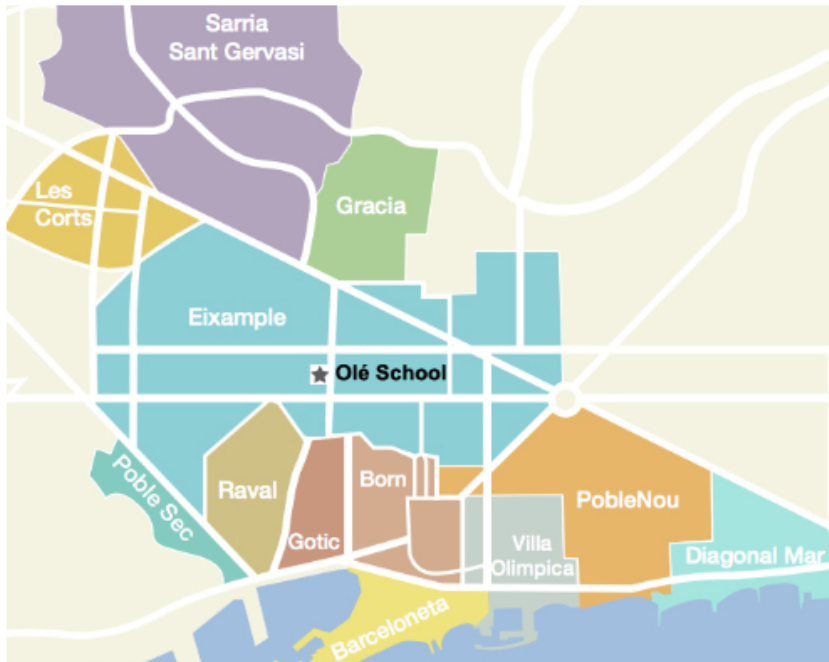 Sarria
Sant Gervasi
Les
Corts
Gracia
Eixample
Olé School
Poble Sec
Raval
Born
Gotic
PobleNou
Villa
Olimpica
Diagonal Mar
Barceloneta